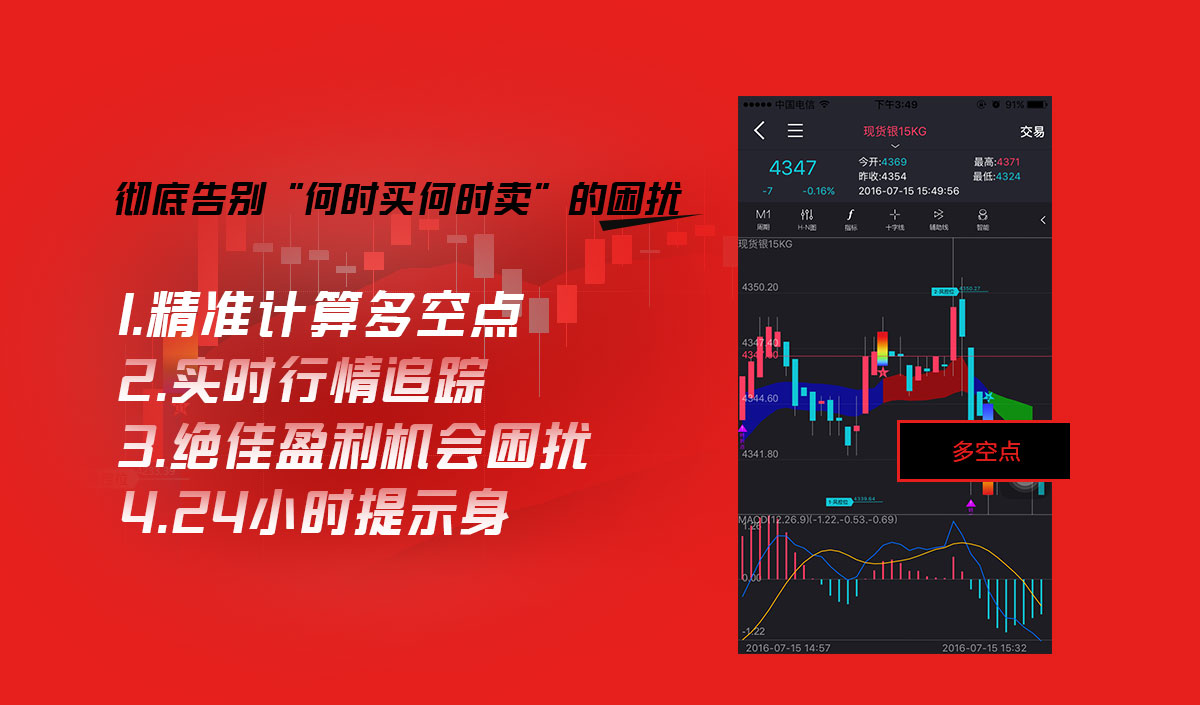 彻底告别“何时买何时卖”的困扰
1.精准计算多空点
2.实时行情追踪
3.绝佳盈利机会困扰
4.24小时提示身
中国电信 下午3:49 91%
现货银15KG 交易
4347 今开:4369 最高:4371
-7 -0.16% 昨收:4354 最低:4324
2016-07-15 15:49:56
M1 周期 H-N图 指标 十字线 辅助线 智能
现货银15KG
4350.20
4350.27
4347.40
4344.60
多空点
4341.80
4339.64
MACD(12,26,9)(-1.22,-0.53,-0.69)
0.00
-1.22
2016-07-15 14:57 2016-07-15 15:32